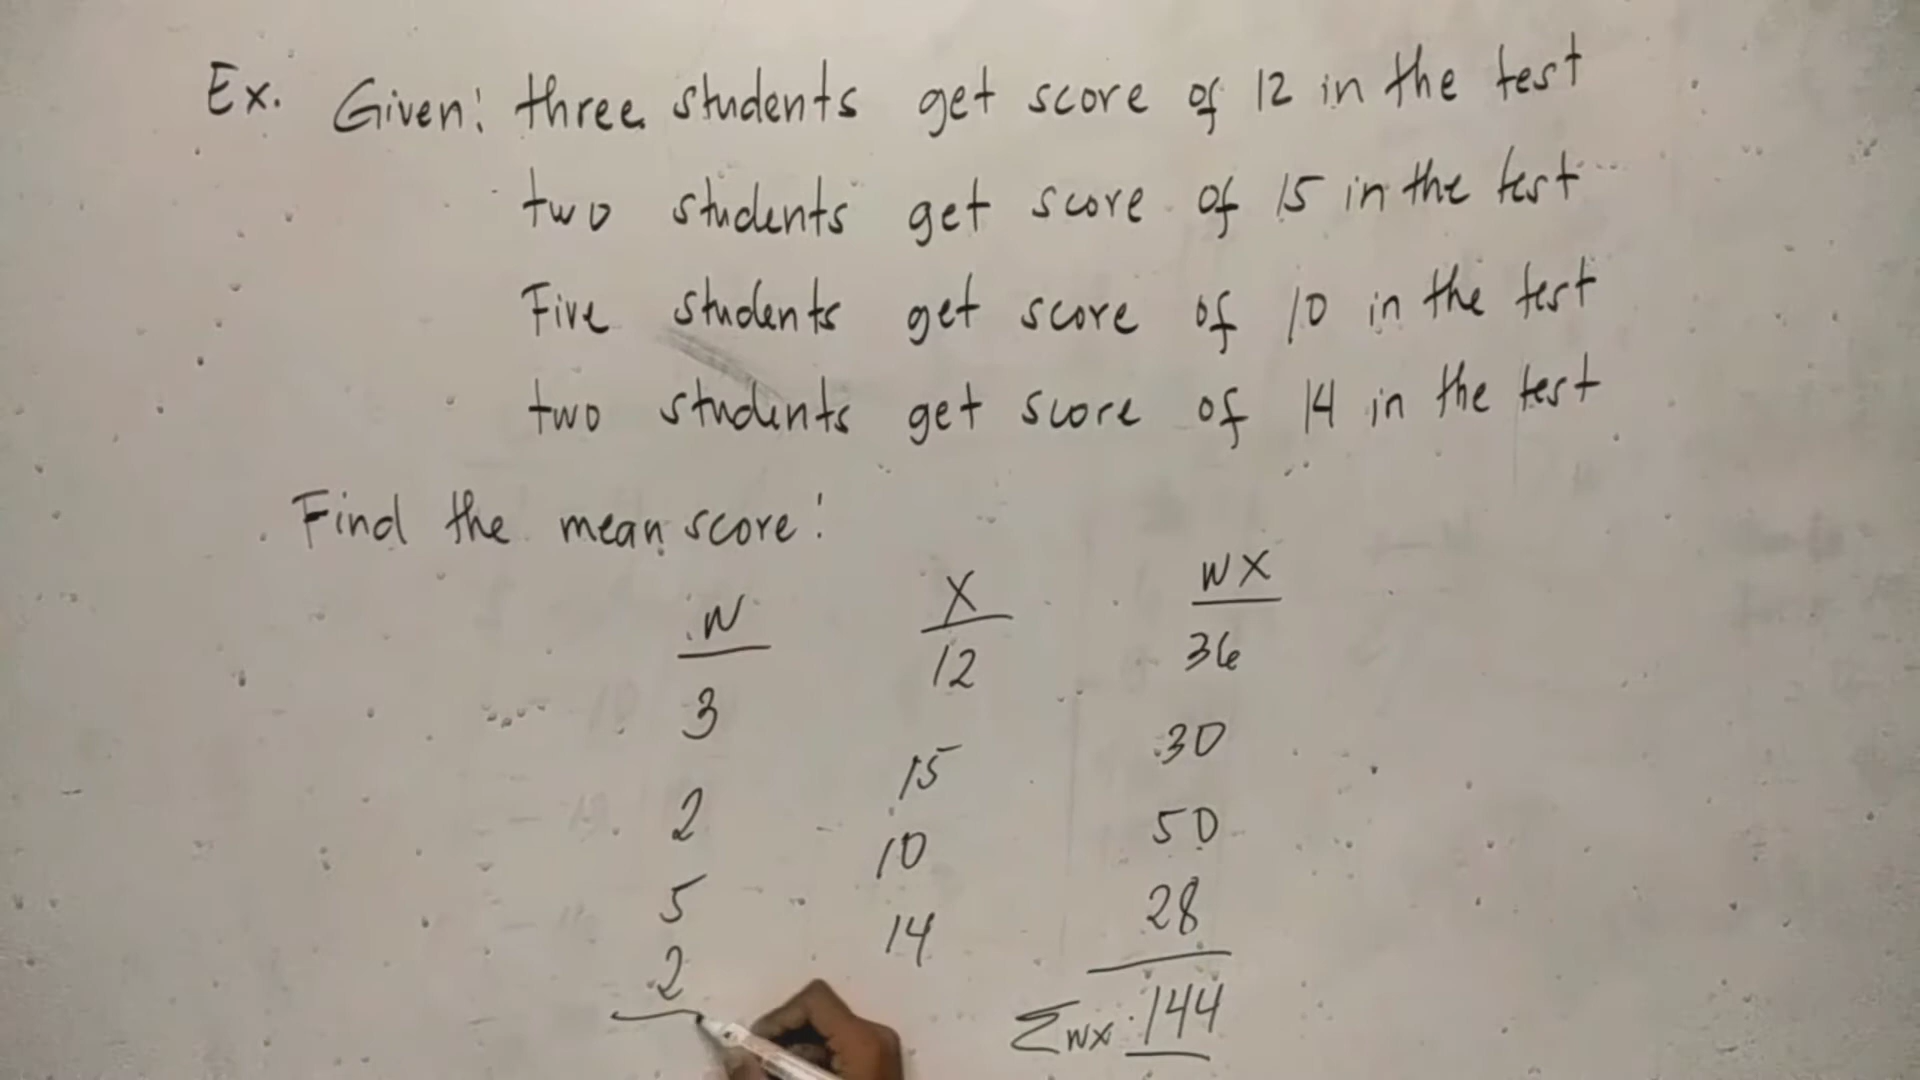 Ex. Given: three students get score of 12 in the test
two students get score of 15 in the test
Five students get score of 10 in the test
two students get score of 14 in the test
Find the mean score:
W X WX
3 12 36
2 15 30
5 10 50
2 14 28
Σwx 144